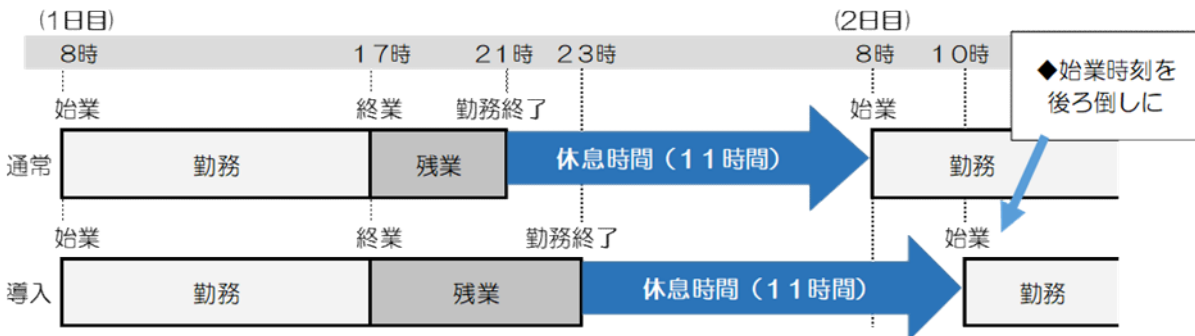 (1日目)
(2日目)
8時
17時
21時
23時
8時
10時
◆始業時刻を
後ろ倒しに
始業
終業
勤務終了
始業
通常
勤務
残業
休息時間（11時間）
勤務
始業
終業
勤務終了
始業
導入
勤務
残業
休息時間（11時間）
勤務